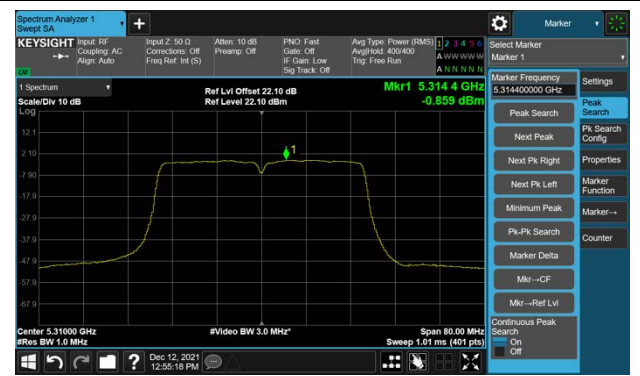 Spectrum Analyzer 1
Swept SA
Marker
KEYSIGHT
Input: RF
Coupling: AC
Align: Auto
Input Z: 50 Ω
Corrections: Off
Freq Ref: Int (S)
Atten: 10 dB
Preamp: Off
PNO: Fast
Gate: Off
IF Gain: Low
Sig Track: Off
Avg Type: Power (RMS)
Avg|Hold: 400/400
Trig: Free Run
1 2 3 4 5 6
A W W W W W
A N N N N N
LXI
Select Marker
Marker 1
1 Spectrum
Scale/Div 10 dB
Log
Ref Lvl Offset 22.10 dB
Ref Level 22.10 dBm
Mkr1 5.314 4 GHz
-0.859 dBm
12.1
2.10
-7.90
-17.9
-27.9
-37.9
-47.9
-57.9
-67.9
1
Center 5.31000 GHz
#Res BW 1.0 MHz
#Video BW 3.0 MHz*
Span 80.00 MHz
Sweep 1.01 ms (401 pts)
Marker Frequency
5.314400000 GHz
Peak Search
Next Peak
Next Pk Right
Next Pk Left
Minimum Peak
Pk-Pk Search
Marker Delta
Mkr→CF
Mkr→Ref Lvl
Continuous Peak
Search
On
Off
Settings
Peak
Search
Pk Search
Config
Properties
Marker
Function
Marker→
Counter
Dec 12, 2021
12:55:18 PM